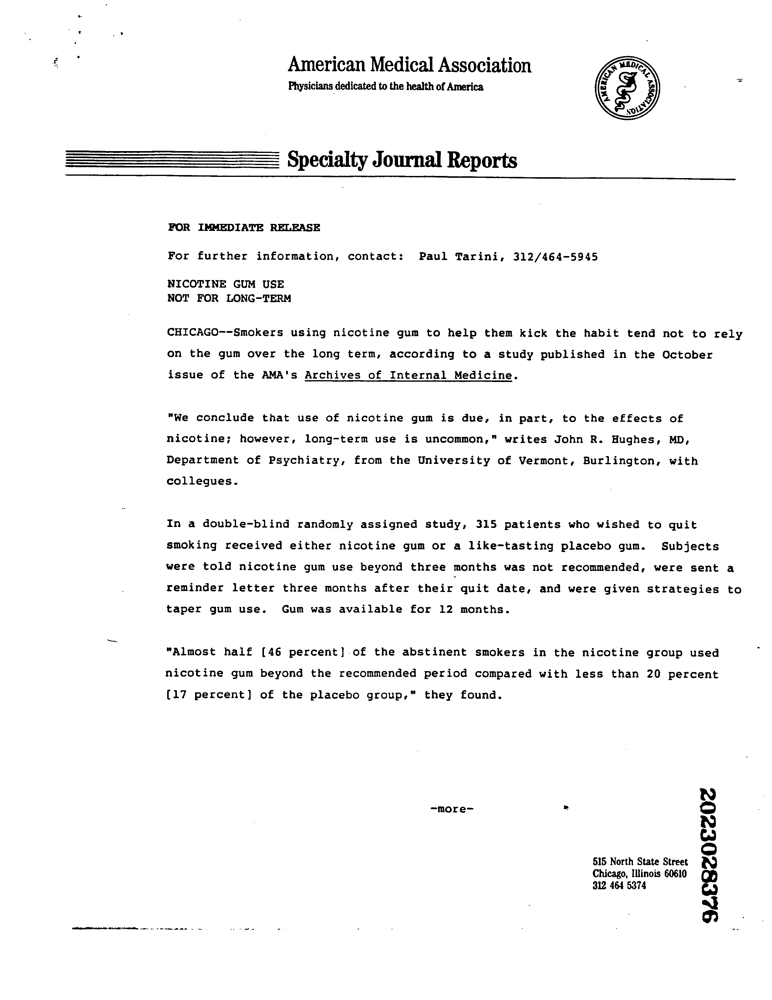 American Medical Association
Physicians dedicated to the health of America
AMERICAN MEDICAL ASSOCIATION
Specialty Journal Reports
FOR IMMEDIATE RELEASE
For further information, contact: Paul Tarini, 312/464-5945
NICOTINE GUM USE
NOT FOR LONG-TERM
CHICAGO--Smokers using nicotine gum to help them kick the habit tend not to rely
on the gum over the long term, according to a study published in the October
issue of the AMA's Archives of Internal Medicine.
"We conclude that use of nicotine gum is due, in part, to the effects of
nicotine; however, long-term use is uncommon," writes John R. Hughes, MD,
Department of Psychiatry, from the University of Vermont, Burlington, with
collegues.
In a double-blind randomly assigned study, 315 patients who wished to quit
smoking received either nicotine gum or a like-tasting placebo gum. Subjects
were told nicotine gum use beyond three months was not recommended, were sent a
reminder letter three months after their quit date, and were given strategies to
taper gum use. Gum was available for 12 months.
"Almost half [46 percent] of the abstinent smokers in the nicotine group used
nicotine gum beyond the recommended period compared with less than 20 percent
[17 percent] of the placebo group," they found.
-more-
515 North State Street
Chicago, Illinois 60610
312 464 5374
2023028376